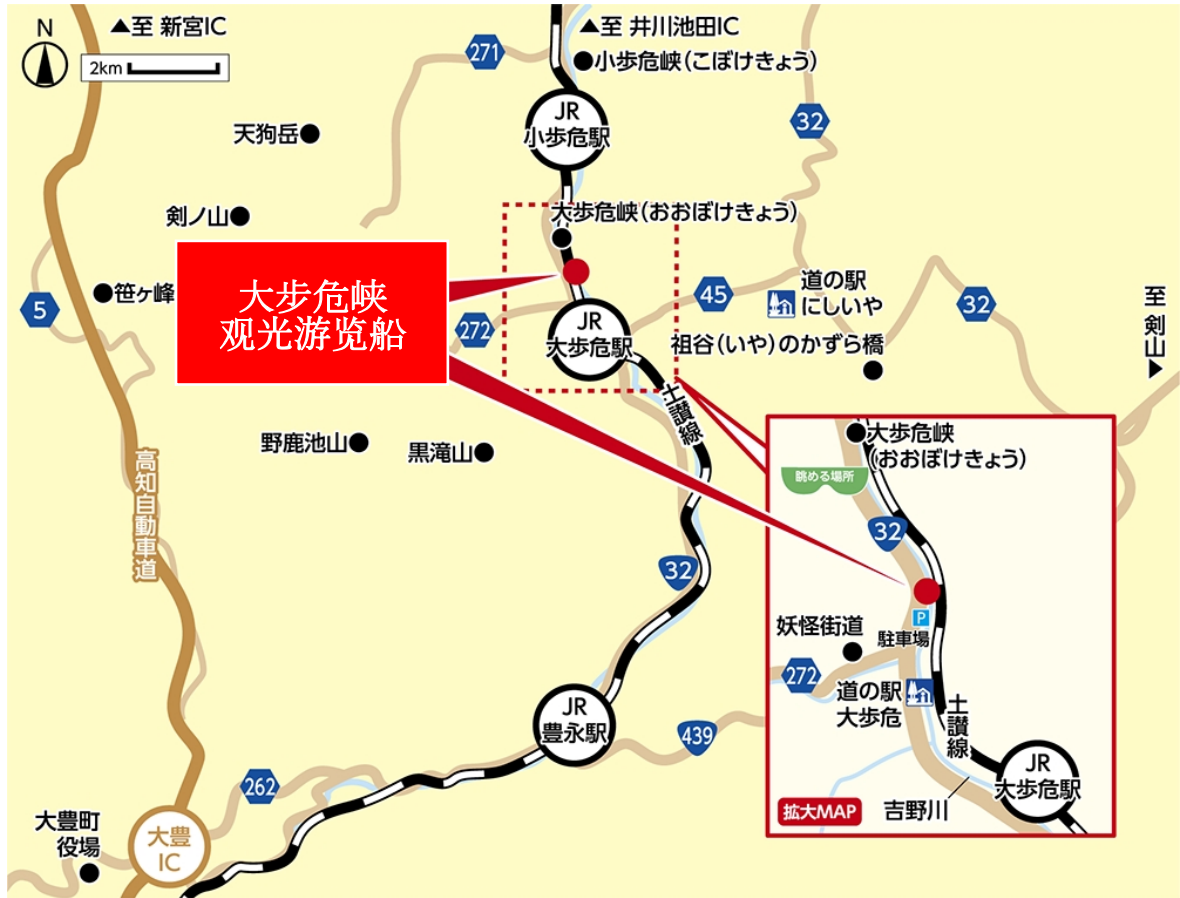 N
▲至 新宮IC
2km
271
▲至 井川池田IC
小歩危峡(こぼけきょう)
JR
小歩危駅
32
天狗岳
剣ノ山
大歩危峡(おおぼけきょう)
笹ヶ峰
5
大步危峡
观光游览船
272
45
道の駅
にしいや
32
至 剣山▼
JR
大歩危駅
祖谷(いや)のかずら橋
土讃線
野鹿池山
黒滝山
高知自動車道
32
大歩危峡
(おおぼけきょう)
眺める場所
32
P
駐車場
妖怪街道
272
道の駅
大歩危
土讃線
JR
大歩危駅
拡大MAP
吉野川
JR
豊永駅
439
262
大豊町
役場
大豊
IC